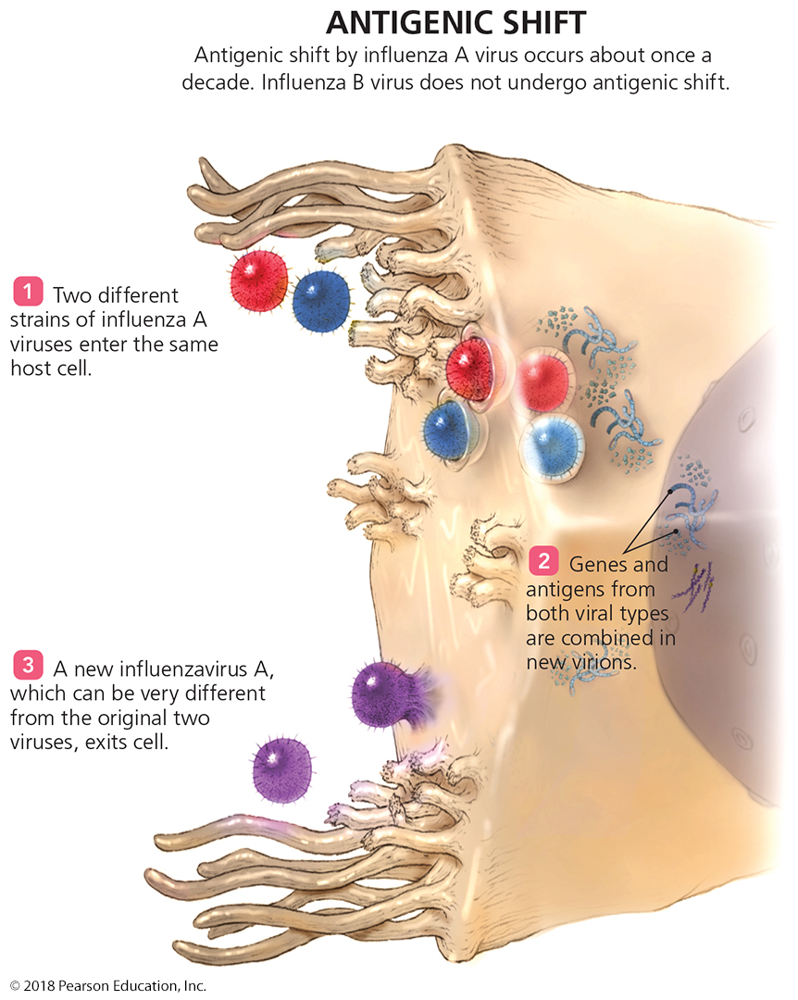 ANTIGENIC SHIFT
Antigenic shift by influenza A virus occurs about once a
decade. Influenza B virus does not undergo antigenic shift.
1 Two different
strains of influenza A
viruses enter the same
host cell.
2 Genes and
antigens from
both viral types
are combined in
new virions.
3 A new influenzavirus A,
which can be very different
from the original two
viruses, exits cell.
© 2018 Pearson Education, Inc.